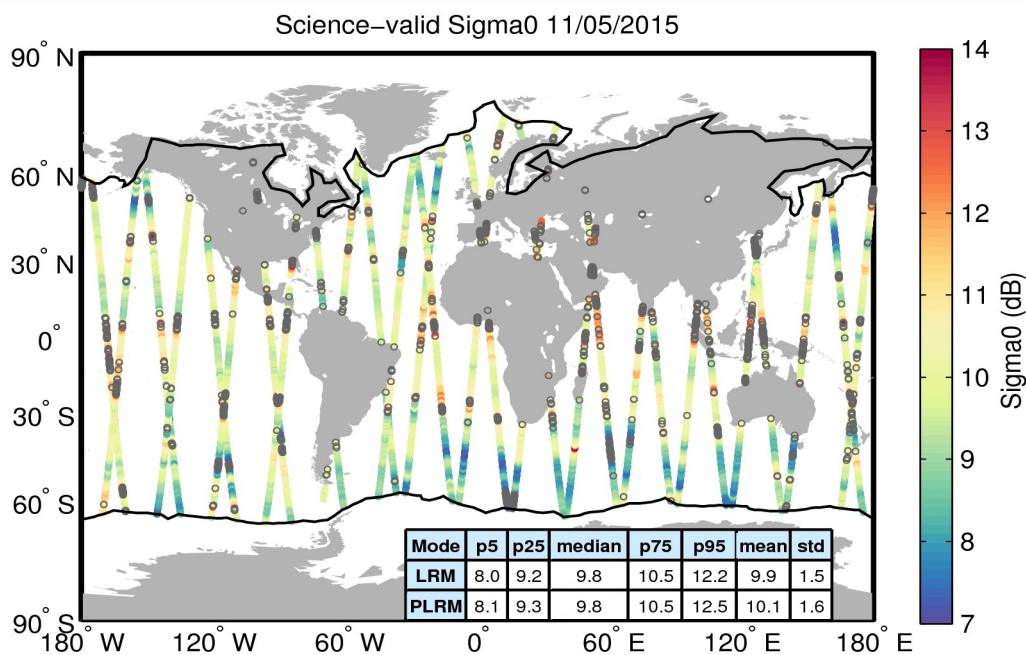 Science−valid Sigma0 11/05/2015
90° N
60° N
30° N
0°
30° S
60° S
90° S
180° W
120° W
60° W
0°
60° E
120° E
180° E
14
13
12
11
10
9
8
7
Sigma0 (dB)
Mode p5 p25 median p75 p95 mean std
LRM 8.0 9.2 9.8 10.5 12.2 9.9 1.5
PLRM 8.1 9.3 9.8 10.5 12.5 10.1 1.6